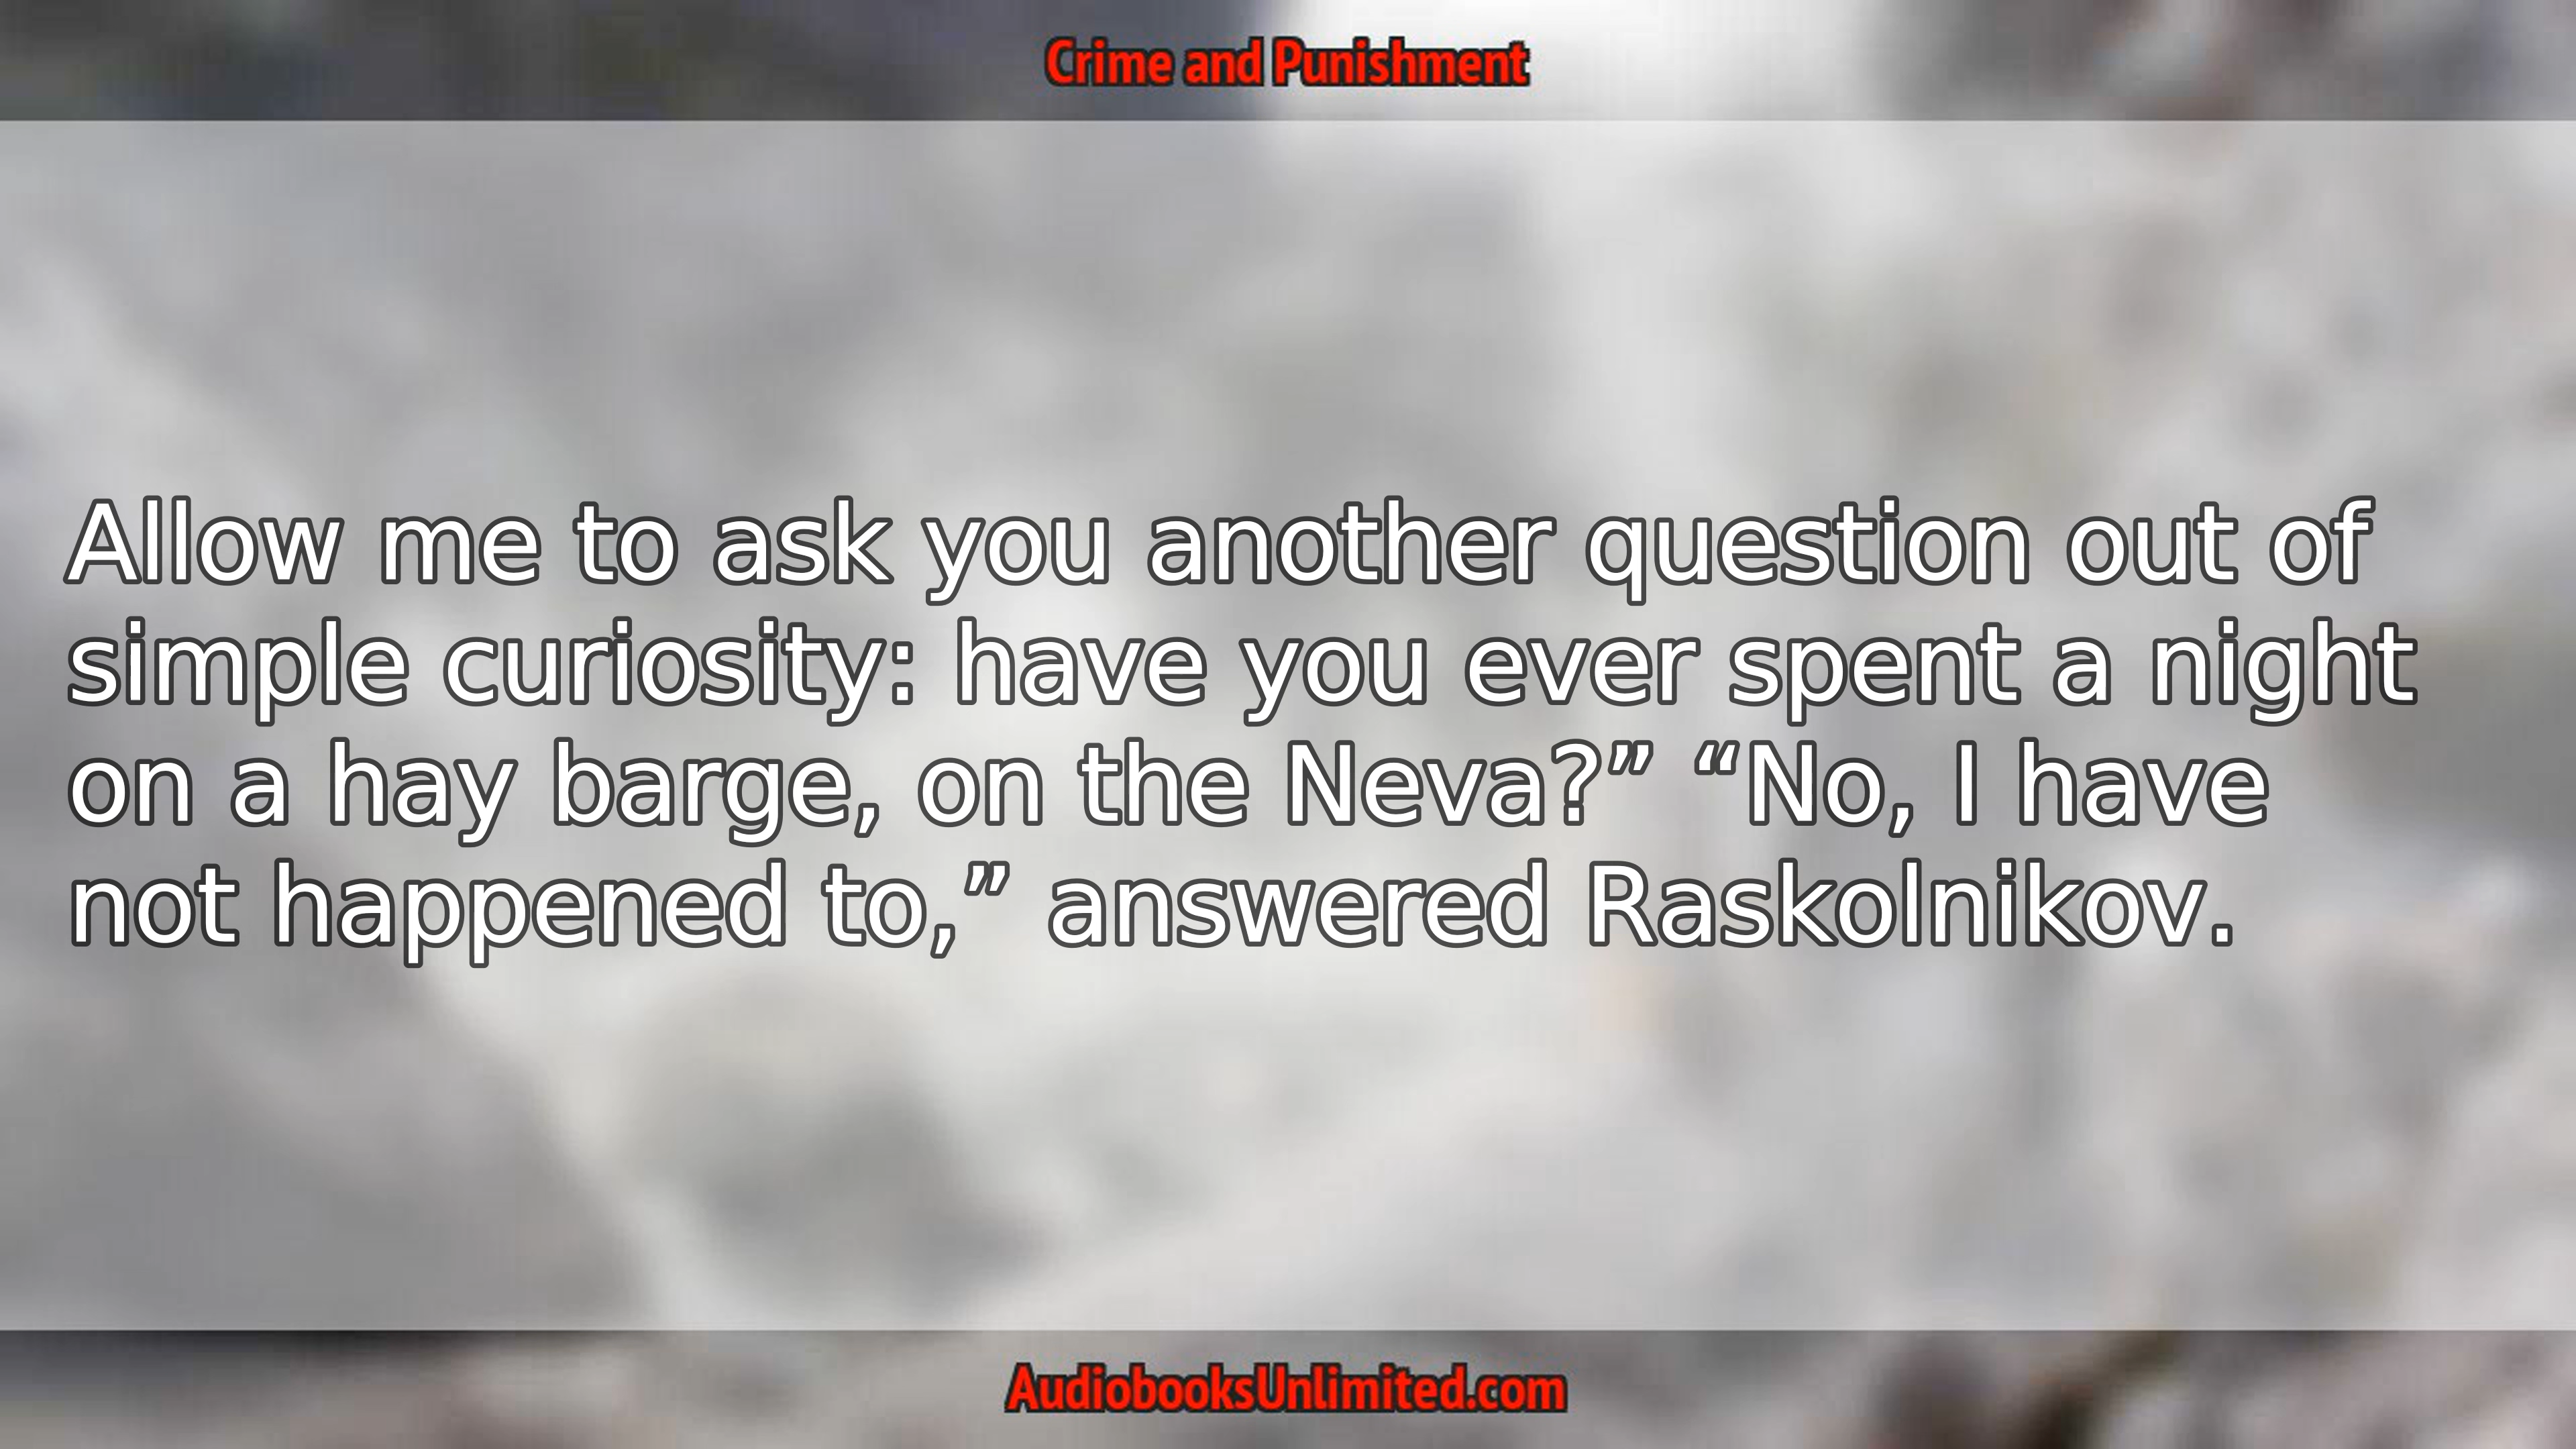 Crime and Punishment
Allow me to ask you another question out of
simple curiosity: have you ever spent a night
on a hay barge, on the Neva?” “No, I have
not happened to,” answered Raskolnikov.
AudiobooksUnlimited.com